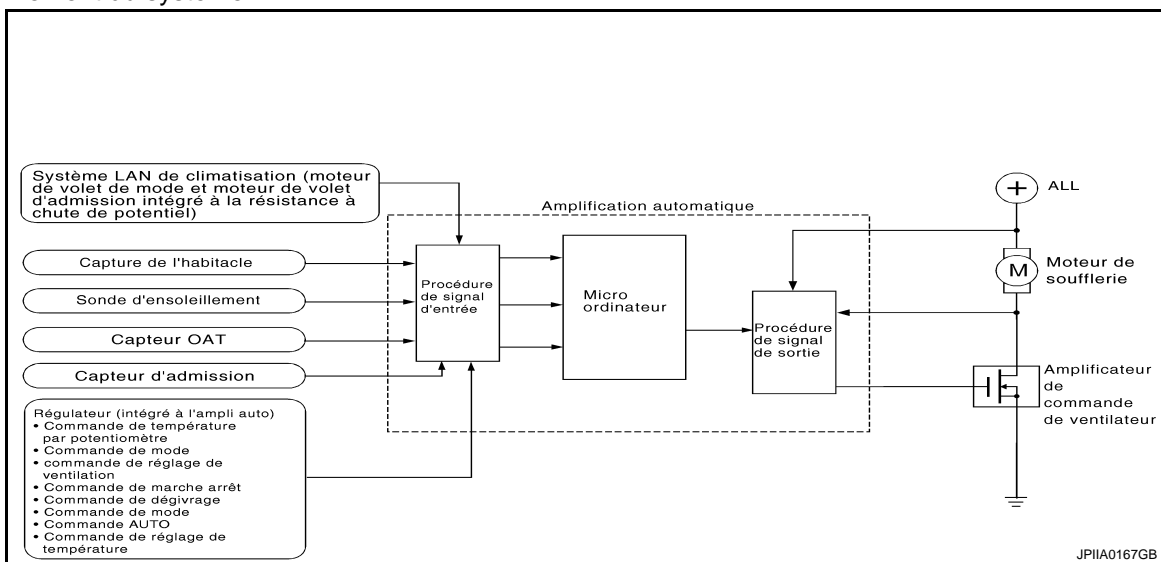 Système LAN de climatisation (moteur
de volet de mode et moteur de volet
d'admission intégré à la résistance à
chute de potentiel)
Amplification automatique
ALL
Capture de l'habitacle
Sonde d'ensoleillement
Capteur OAT
Capteur d'admission
Procédure
de signal
d'entrée
Micro
ordinateur
Procédure
de signal
de sortie
M
Moteur de
soufflerie
Amplificateur
de
commande
de ventilateur
Régulateur (intégré à l'ampli auto)
• Commande de température
par potentiomètre
• Commande de mode
• commande de réglage de
ventilation
• Commande de marche arrêt
• Commande de dégivrage
• Commande de mode
• Commande AUTO
• Commande de réglage de
température
JPIIA0167GB